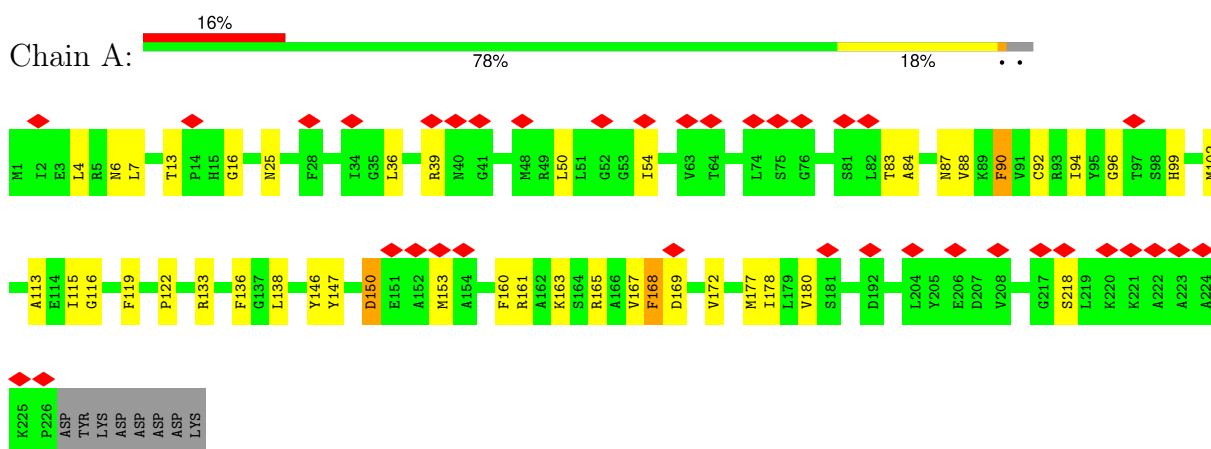 16%
Chain A:
78% 18% • •
M1 I2 E3 L4 R5 N6 L7 T13 P14 H15 G16 N25 F28 I34 G35 L36 R39 N40 G41 M48 R49 L50 L51 G52 G53 I54 V63 T64 L74 S75 G76 S81 L82 T83 A84 N87 V88 K89 F90 V91 C92 R93 I94 Y95 G96 T97 S98 H99 M102
A113 E114 I115 G116 F119 P122 R133 F136 G137 L138 Y146 Y147 D150 E151 A152 M153 A154 F160 R161 A162 K163 S164 R165 A166 V167 F168 D169 V172 M177 I178 L179 V180 S181 D192 L204 Y205 E206 D207 V208 G217 S218 L219 K220 K221 A222 A223 A224
K225 P226 ASP TYR LYS ASP ASP ASP ASP LYS